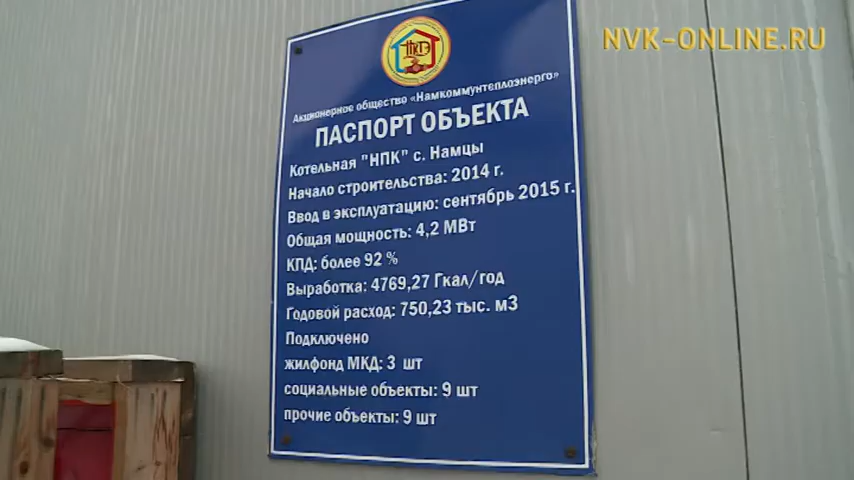 NVK-ONLINE.RU
НКТЭ
Акционерное общество «Намкоммунтеплоэнерго»
ПАСПОРТ ОБЪЕКТА
Котельная "НПК" с. Намцы
Начало строительства: 2014 г.
Ввод в эксплуатацию: сентябрь 2015 г.
Общая мощность: 4,2 МВт
КПД: более 92 %
Выработка: 4769,27 Гкал/год
Годовой расход: 750,23 тыс. м3
Подключено
жилфонд МКД: 3 шт
социальные объекты: 9 шт
прочие объекты: 9 шт